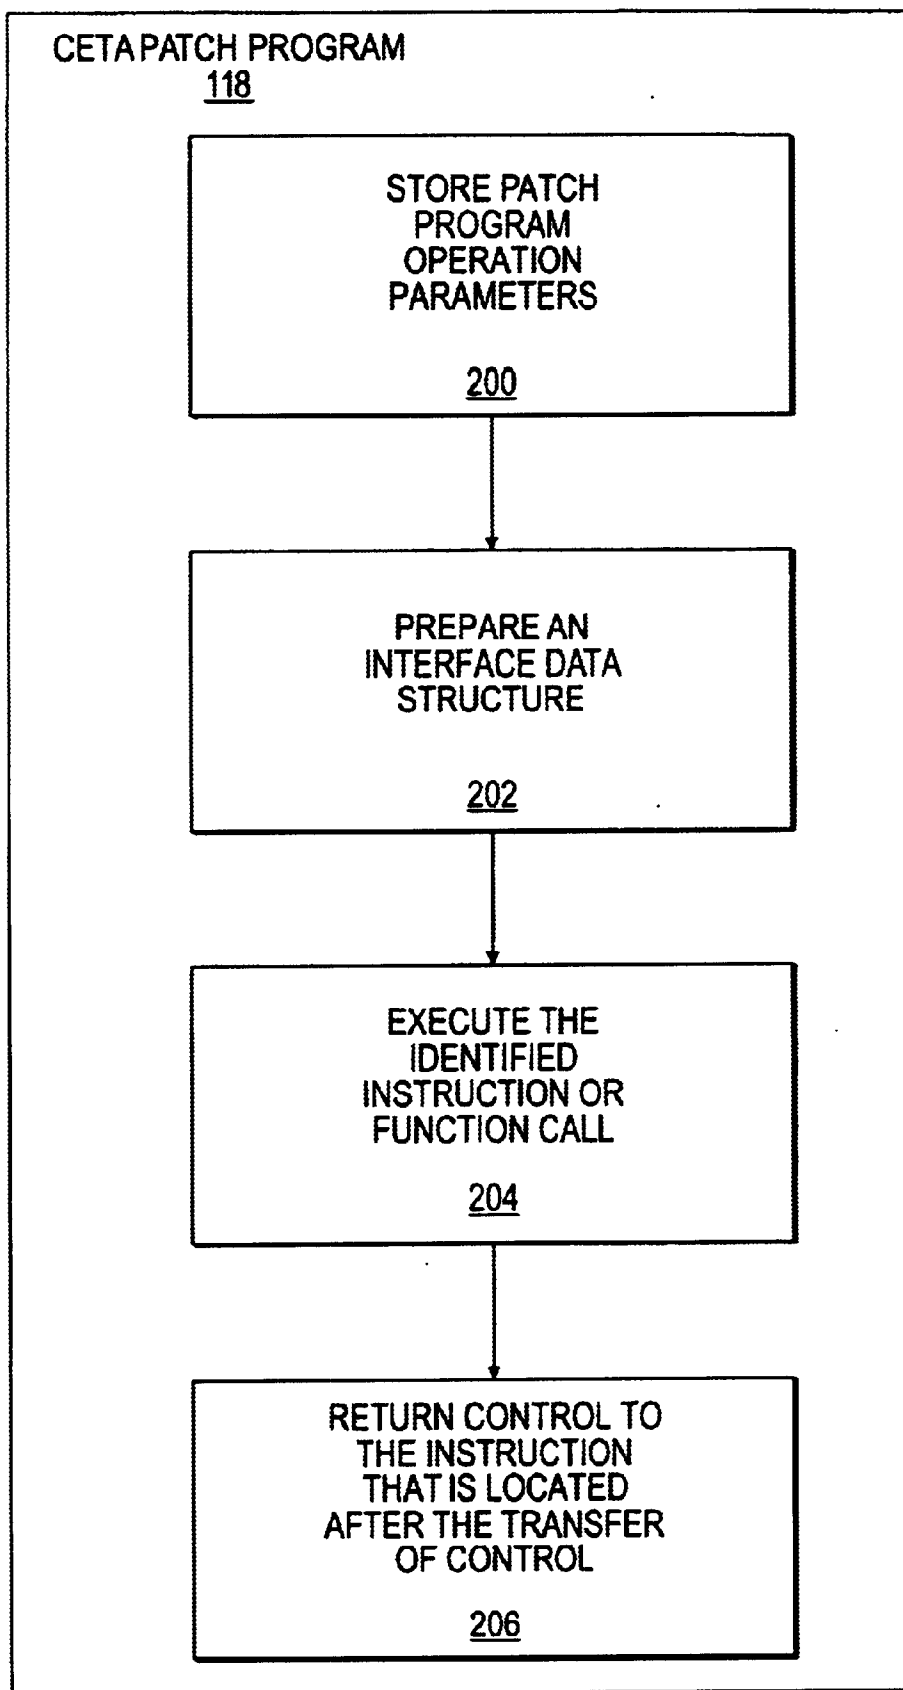 CETA PATCH PROGRAM
118
STORE PATCH
PROGRAM
OPERATION
PARAMETERS
200
PREPARE AN
INTERFACE DATA
STRUCTURE
202
EXECUTE THE
IDENTIFIED
INSTRUCTION OR
FUNCTION CALL
204
RETURN CONTROL TO
THE INSTRUCTION
THAT IS LOCATED
AFTER THE TRANSFER
OF CONTROL
206